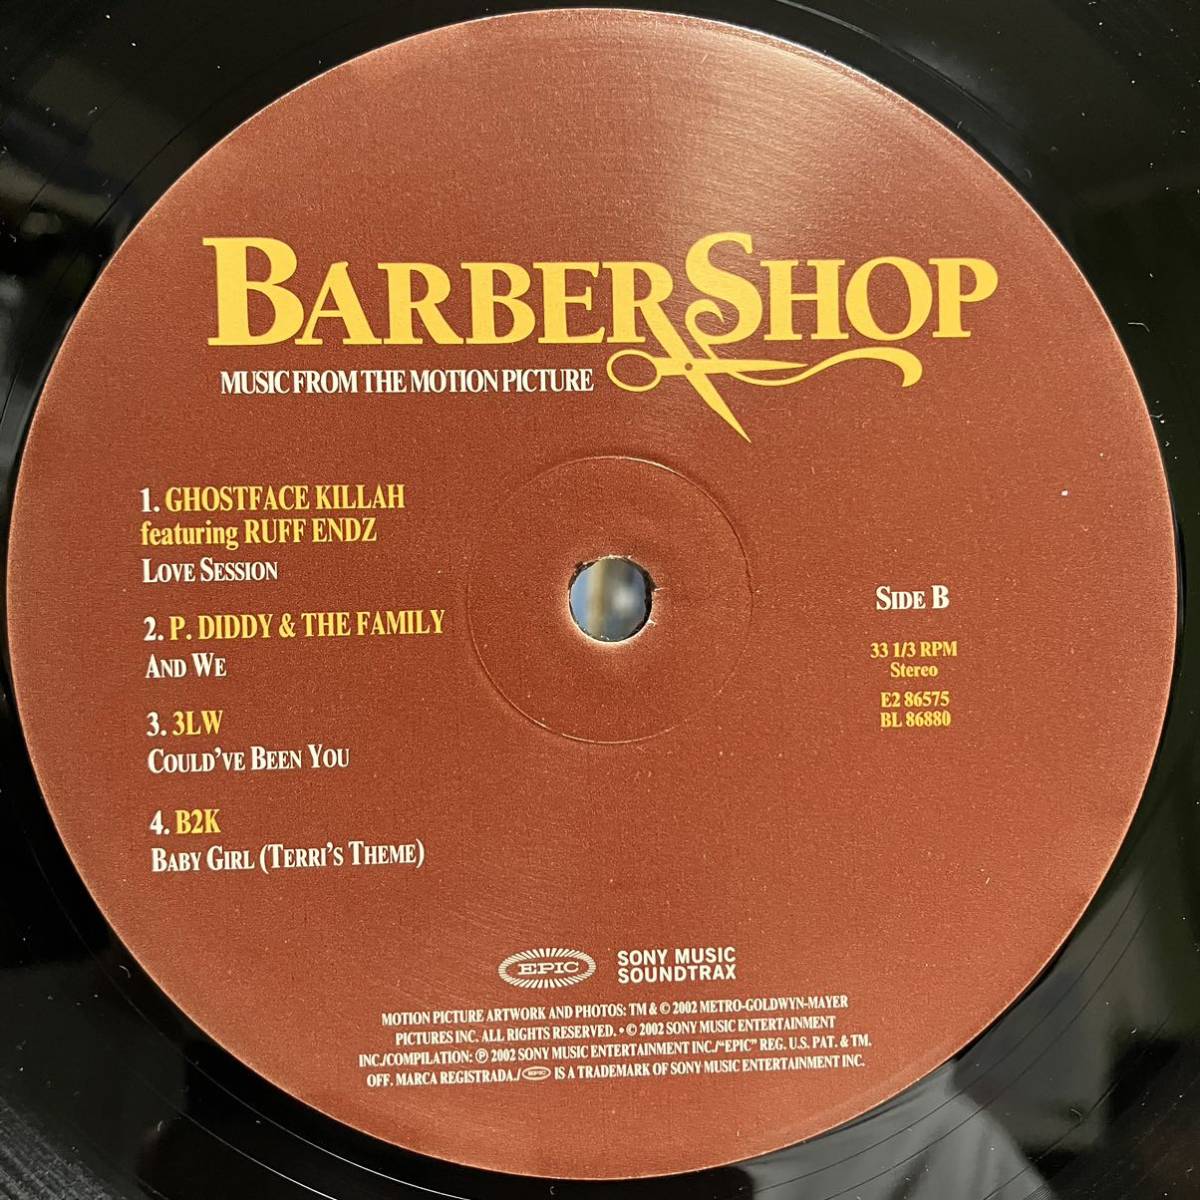 BARBERSHOP
MUSIC FROM THE MOTION PICTURE
1. GHOSTFACE KILLAH
featuring RUFF ENDZ
LOVE SESSION
2. P. DIDDY & THE FAMILY
AND WE
3. 3LW
COULD'VE BEEN YOU
4. B2K
BABY GIRL (TERRI'S THEME)
SIDE B
33 1/3 RPM
Stereo
E2 86575
BL 86880
EPIC
SONY MUSIC
SOUNDTRAX
MOTION PICTURE ARTWORK AND PHOTOS: TM & © 2002 METRO-GOLDWYN-MAYER
PICTURES INC. ALL RIGHTS RESERVED. • © 2002 SONY MUSIC ENTERTAINMENT
INC./COMPILATION: ℗ 2002 SONY MUSIC ENTERTAINMENT INC./"EPIC" REG. U.S. PAT. & TM.
OFF. MARCA REGISTRADA./EPIC IS A TRADEMARK OF SONY MUSIC ENTERTAINMENT INC.